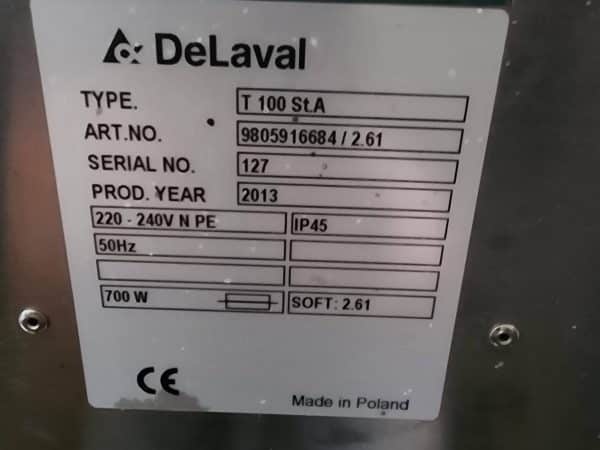 DeLaval
TYPE. T 100 St.A
ART.NO. 9805916684 / 2.61
SERIAL NO. 127
PROD. YEAR 2013
220 - 240V N PE IP45
50Hz
700 W SOFT: 2.61
CE
Made in Poland